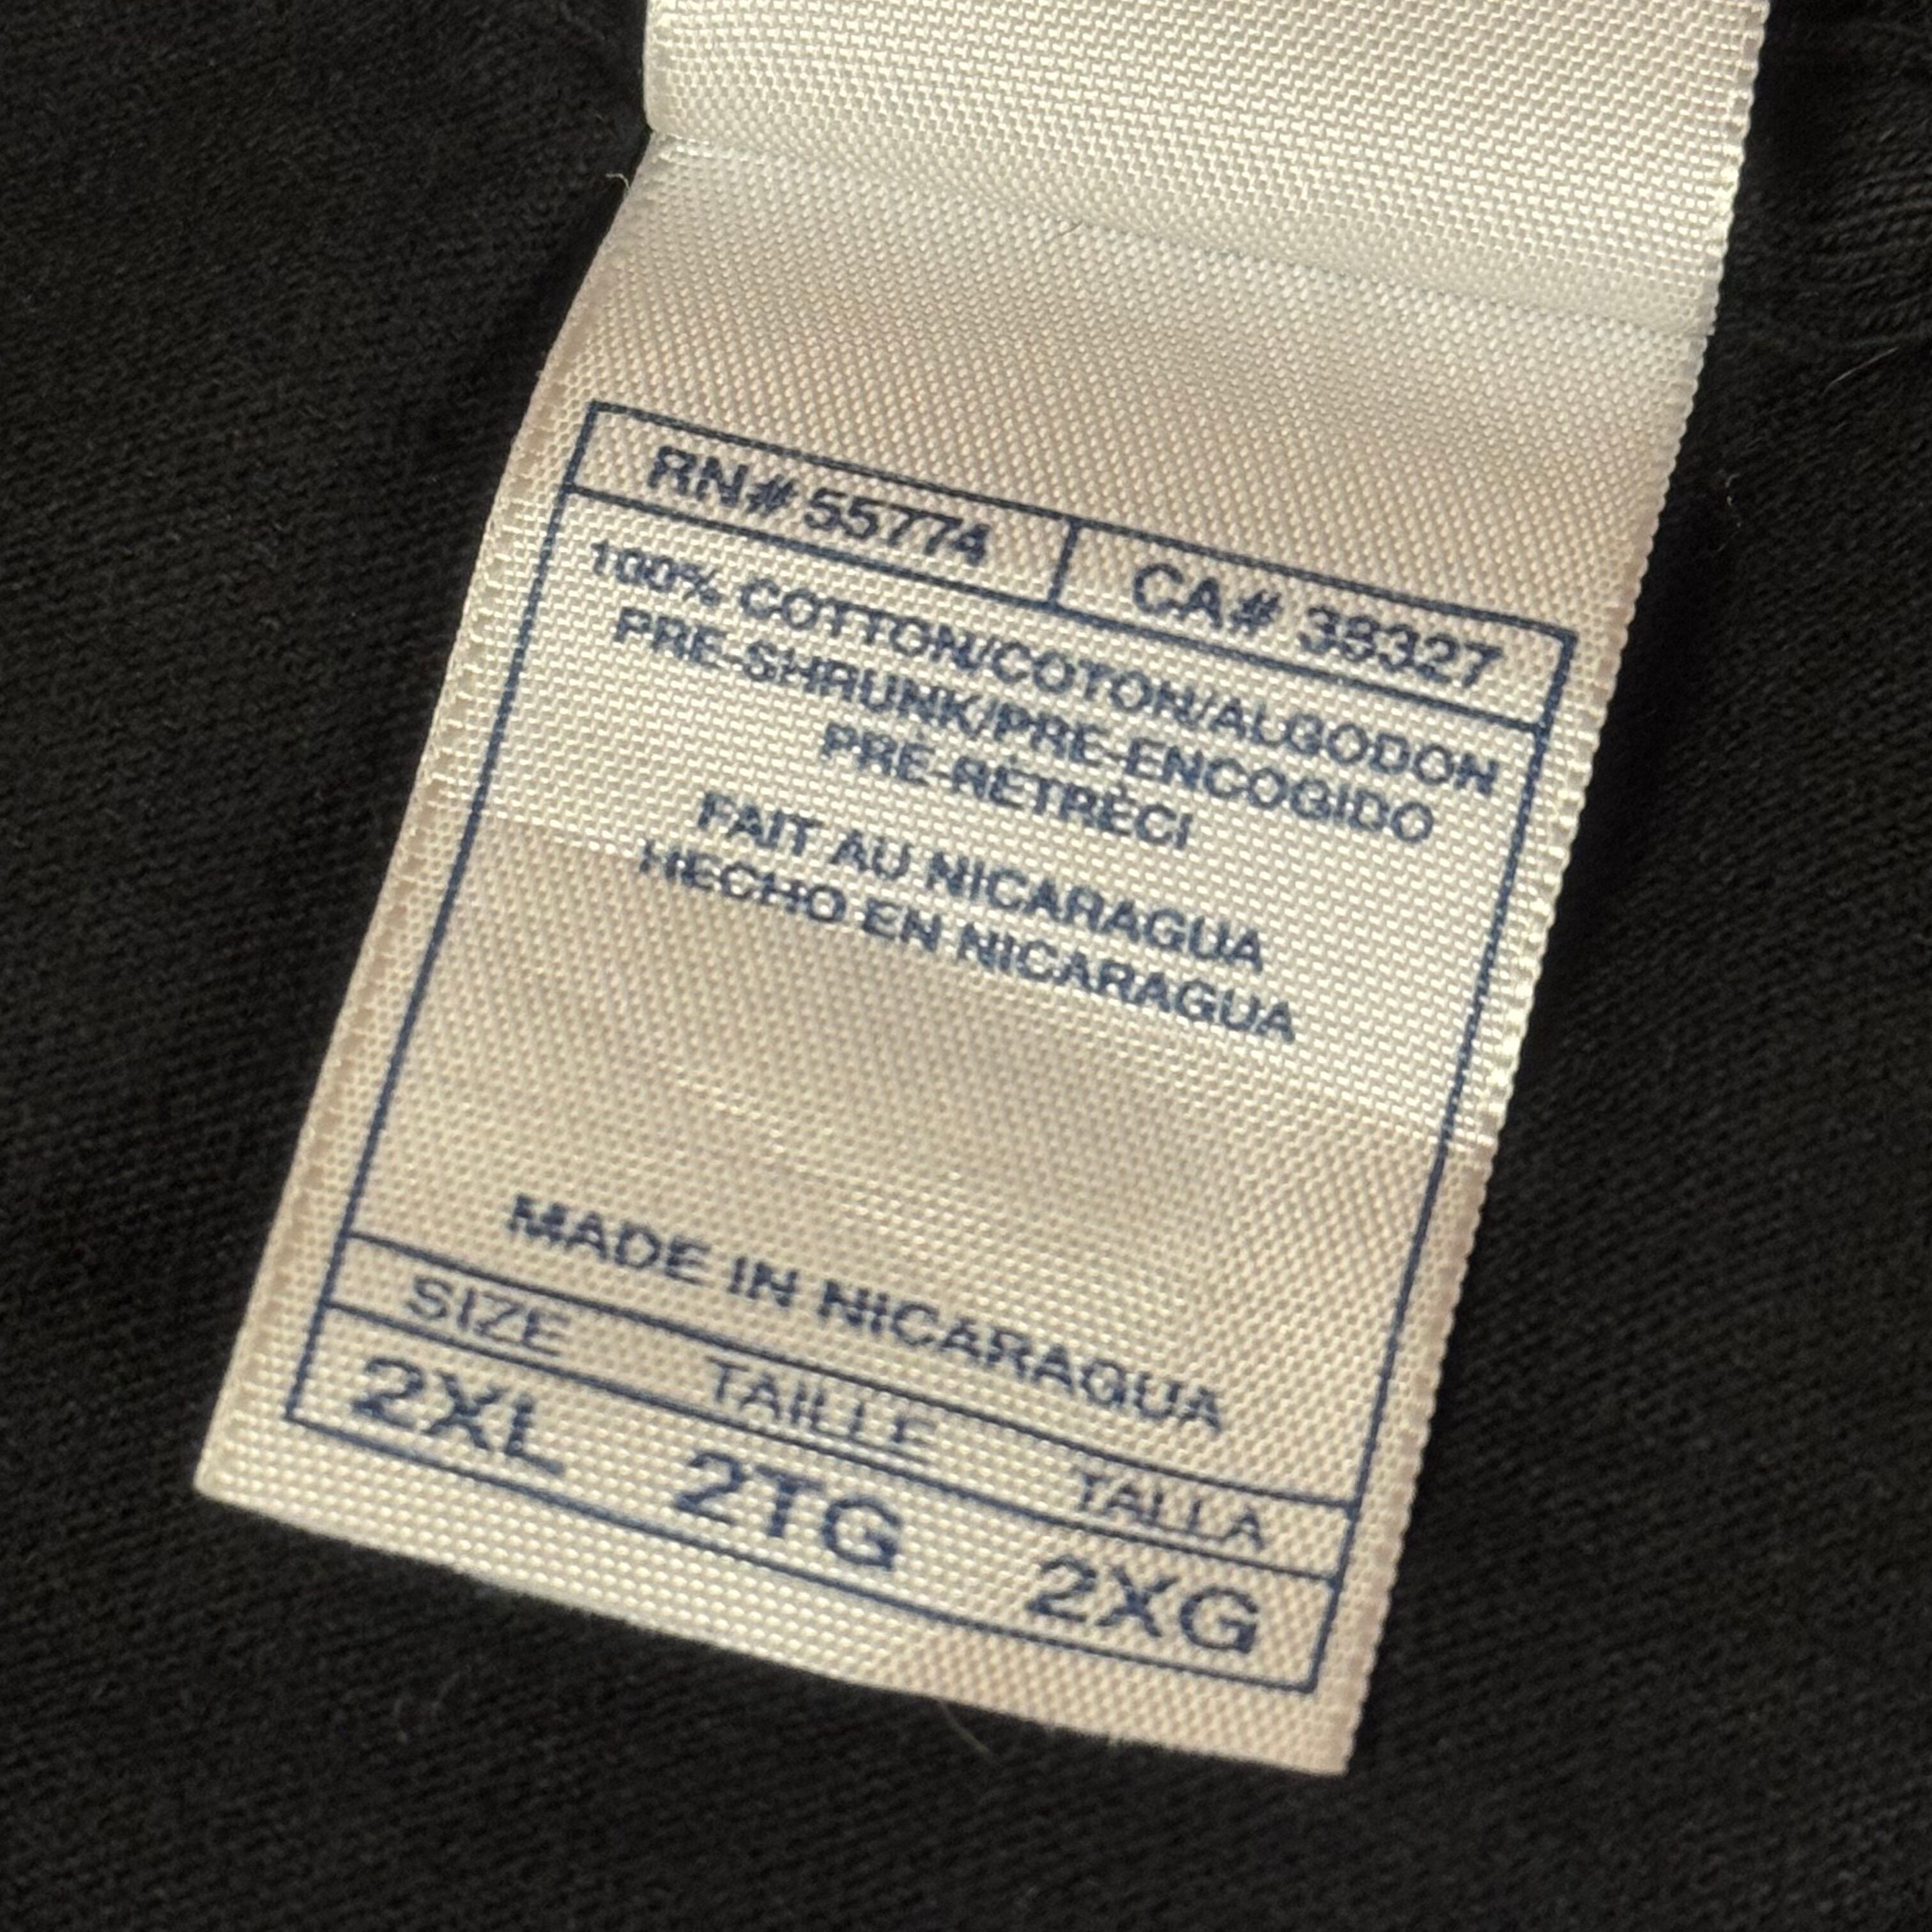 RN# 55774 CA# 38327
100% COTTON/COTON/ALGODON
PRE-SHRUNK/PRE-ENCOGIDO
PRÉ-RÉTRÉCI
FAIT AU NICARAGUA
HECHO EN NICARAGUA
MADE IN NICARAGUA
SIZE TAILLE TALLA
2XL 2TG 2XG